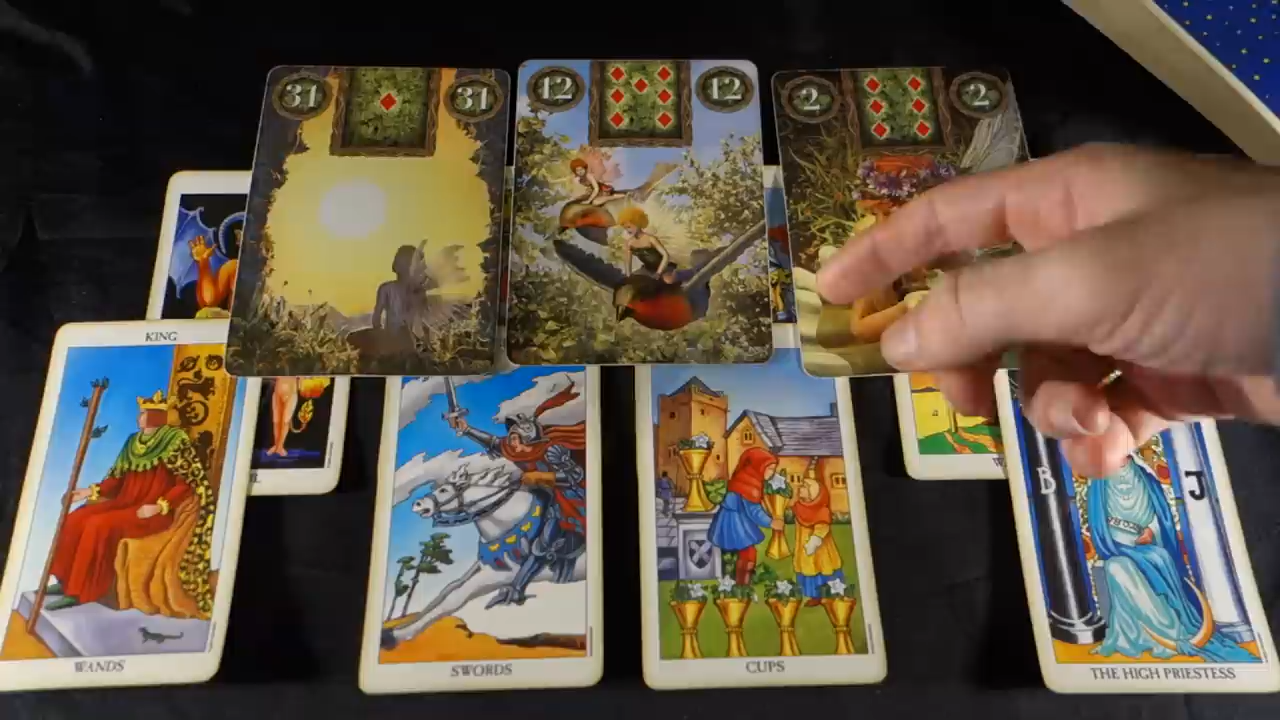 31 31
12 12
2 2
KING
WANDS
SWORDS
CUPS
B J
THE HIGH PRIESTESS